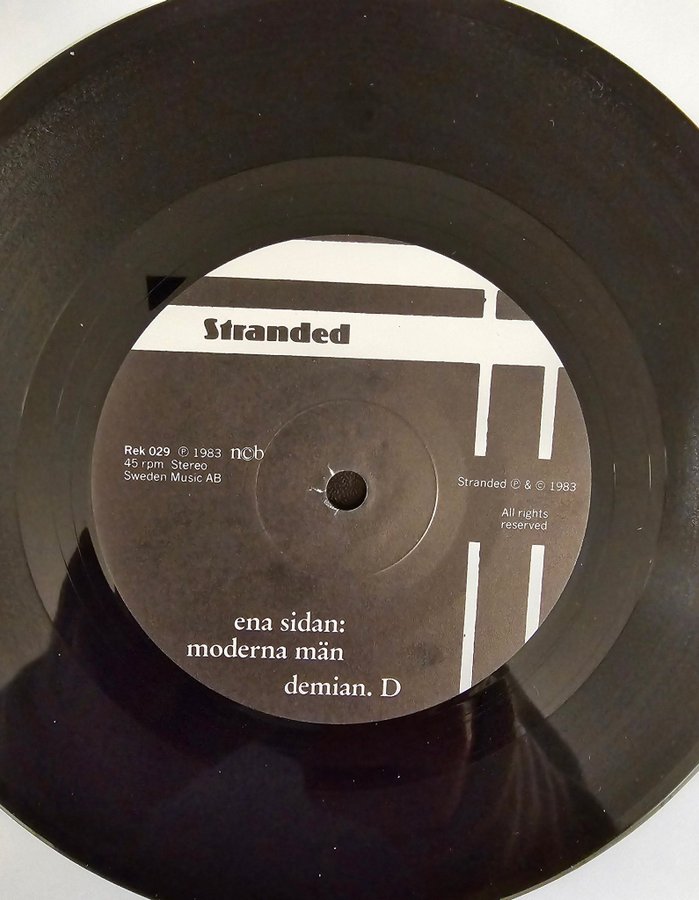 Stranded
Rek 029 ℗ 1983 ncb
45 rpm Stereo
Sweden Music AB
Stranded ℗ & © 1983
All rights
reserved
ena sidan:
moderna män
demian. D